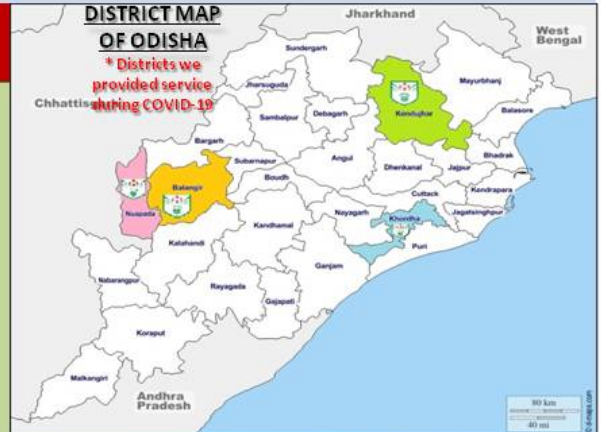 DISTRICT MAP
OF ODISHA
* Districts we
provided service
during COVID-19
Jharkhand
West
Bengal
Sundergarh
Mayurbhanj
Jharsuguda
Kendujhar
Balasore
Sambalpur
Debagarh
Bargarh
Bhadrak
Subarnapur
Angul
Dhenkanal
Jajpur
Balangir
Boudh
Kendrapara
Cuttack
Nuapada
Nayagarh
Khordha
Jagatsinghpur
Kandhamal
Kalahandi
Puri
Ganjam
Nabarangpur
Rayagada
Gajapati
Koraput
Malkangiri
Andhra
Pradesh
80 km
40 mi